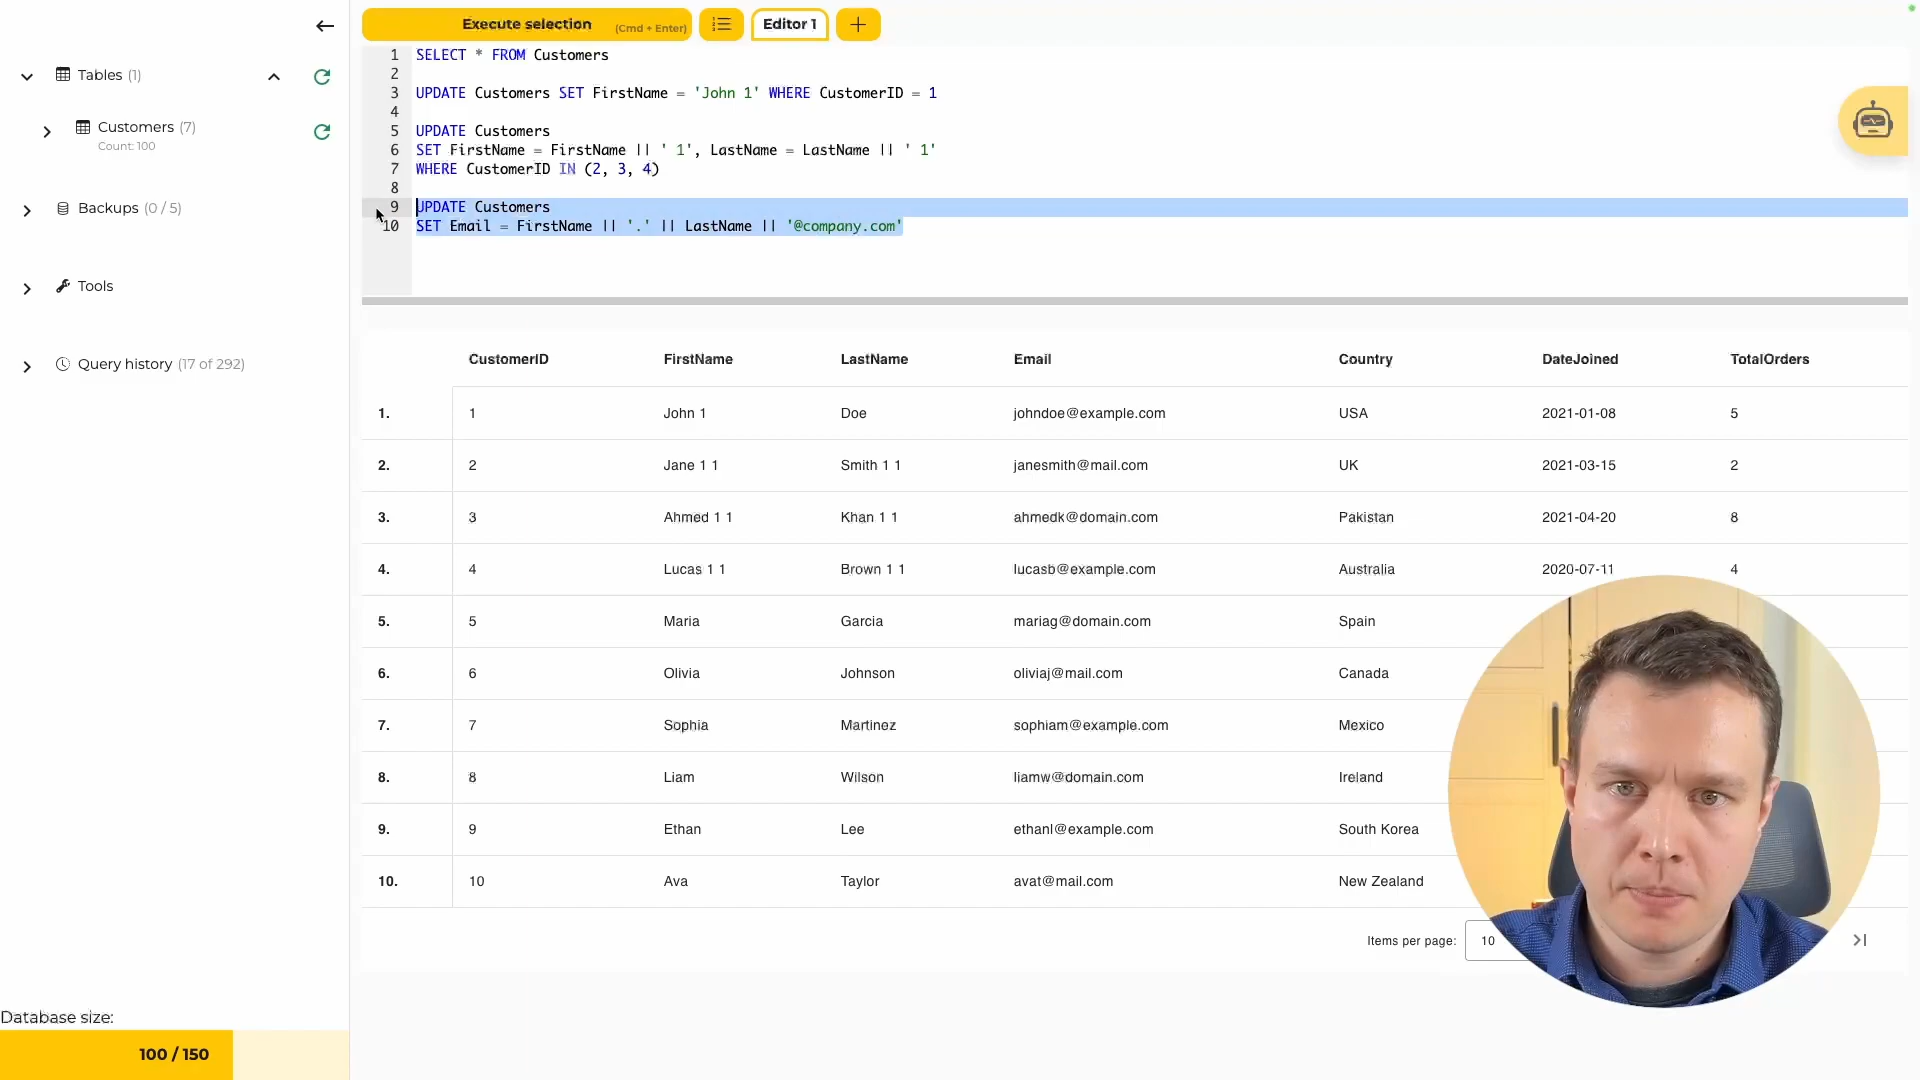 Execute selection (Cmd + Enter) Editor 1
Tables (1)
Customers (7)
Count: 100
Backups (0 / 5)
Tools
Query history (17 of 292)
Database size:
100 / 150
1 SELECT * FROM Customers
2
3 UPDATE Customers SET FirstName = 'John 1' WHERE CustomerID = 1
4
5 UPDATE Customers
6 SET FirstName = FirstName || ' 1', LastName = LastName || ' 1'
7 WHERE CustomerID IN (2, 3, 4)
8
9 UPDATE Customers
10 SET Email = FirstName || '.' || LastName || '@company.com'
CustomerID FirstName LastName Email Country DateJoined TotalOrders
1. 1 John 1 Doe johndoe@example.com USA 2021-01-08 5
2. 2 Jane 1 1 Smith 1 1 janesmith@mail.com UK 2021-03-15 2
3. 3 Ahmed 1 1 Khan 1 1 ahmedk@domain.com Pakistan 2021-04-20 8
4. 4 Lucas 1 1 Brown 1 1 lucasb@example.com Australia 2020-07-11 4
5. 5 Maria Garcia mariag@domain.com Spain
6. 6 Olivia Johnson oliviaj@mail.com Canada
7. 7 Sophia Martinez sophiam@example.com Mexico
8. 8 Liam Wilson liamw@domain.com Ireland
9. 9 Ethan Lee ethanl@example.com South Korea
10. 10 Ava Taylor avat@mail.com New Zealand
Items per page: 10